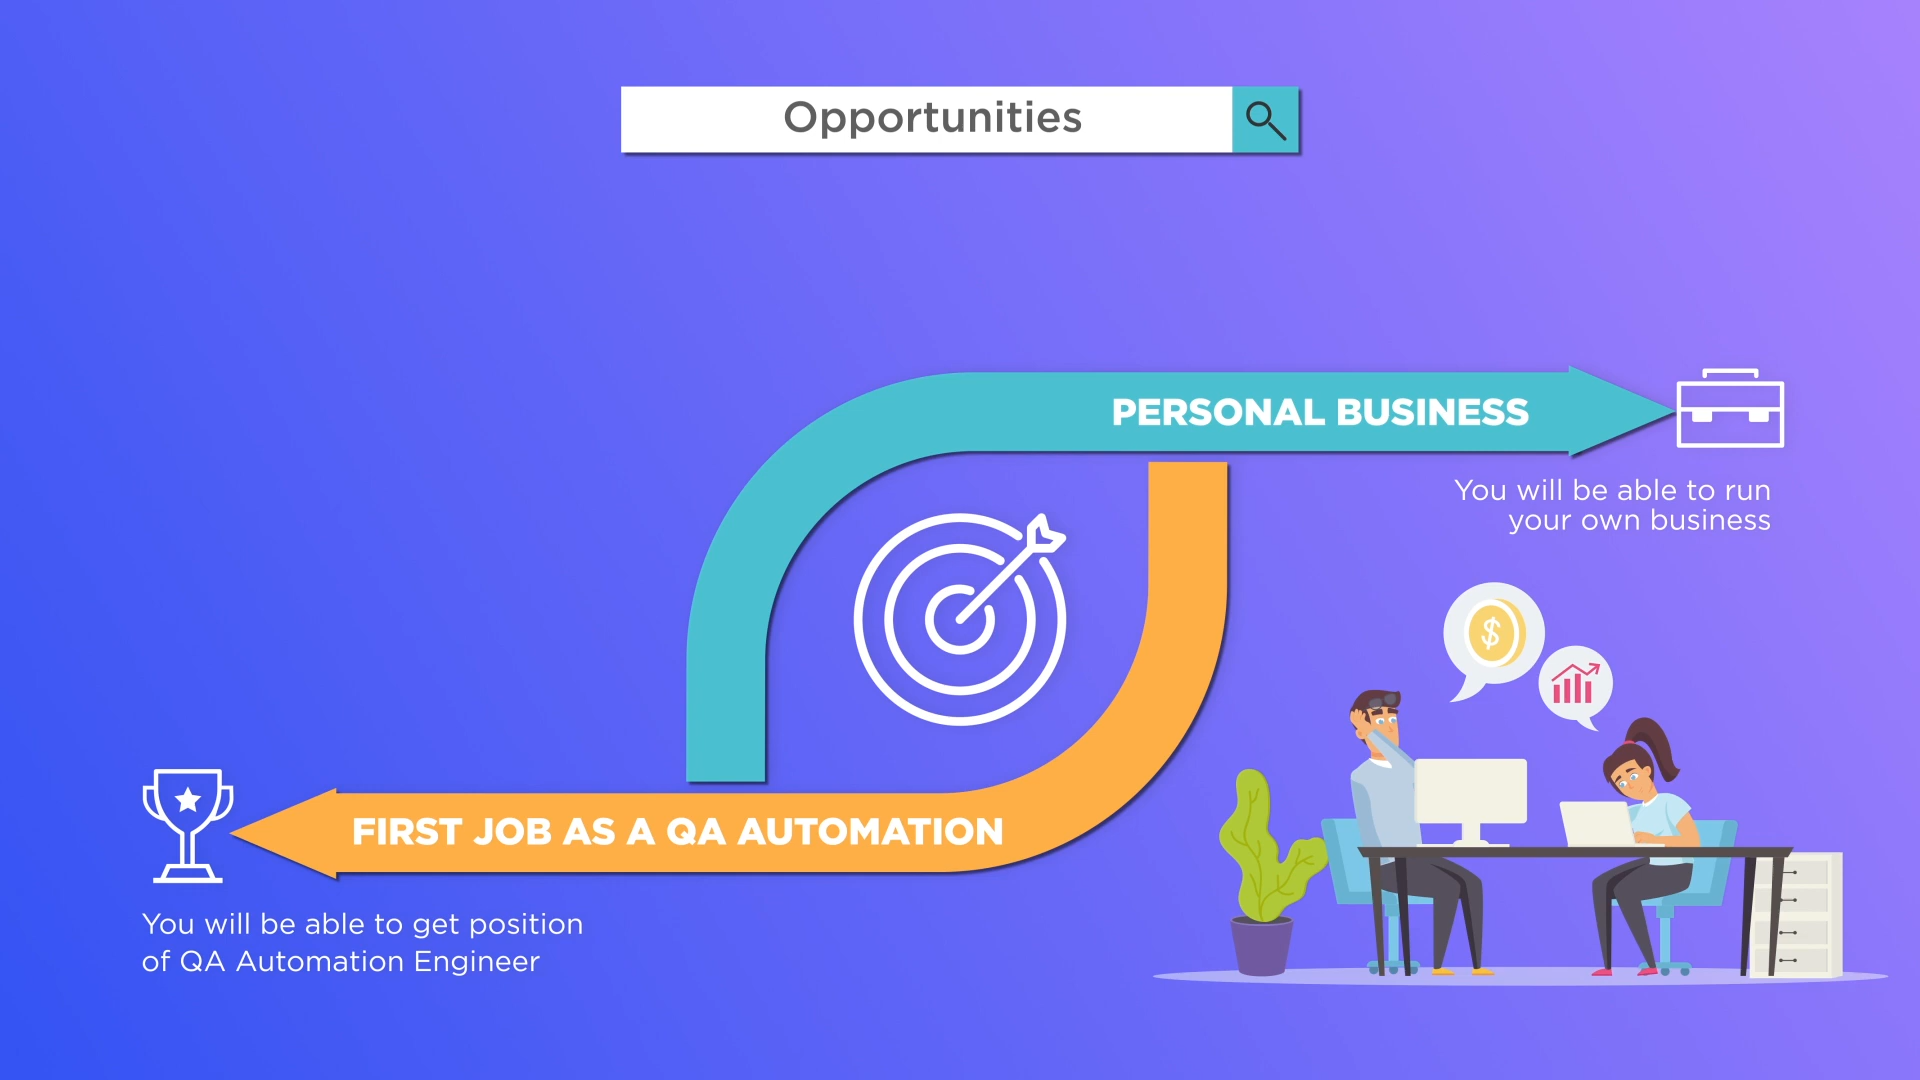 Opportunities
PERSONAL BUSINESS
You will be able to run
your own business
$
FIRST JOB AS A QA AUTOMATION
You will be able to get position
of QA Automation Engineer